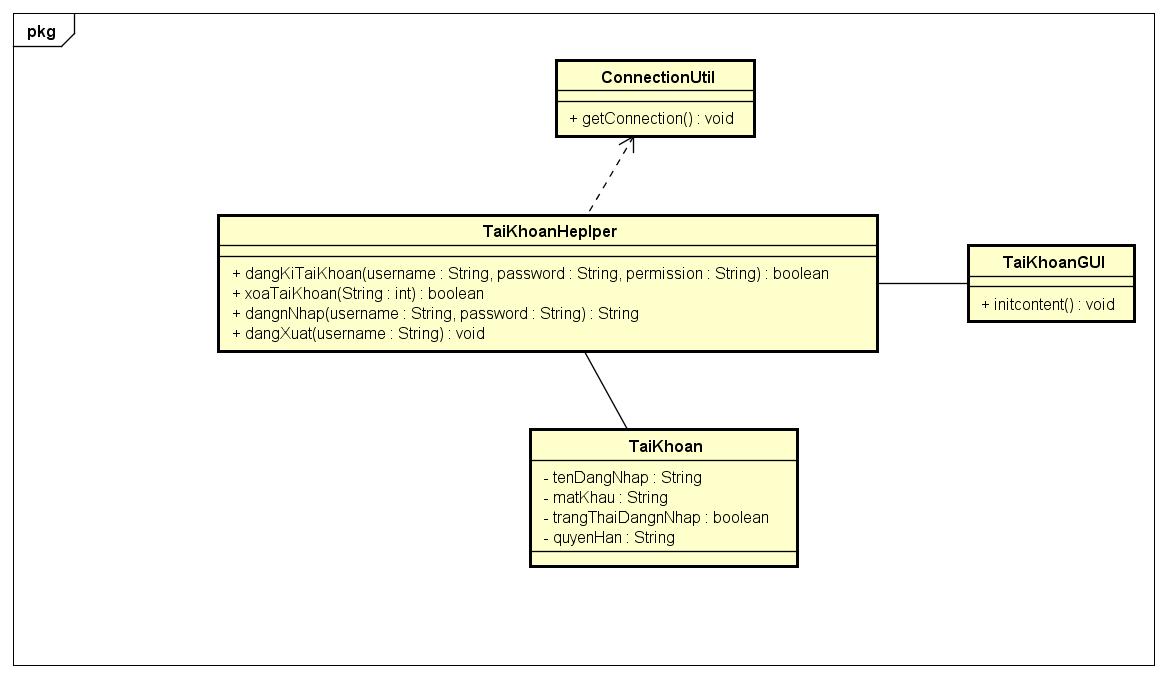 pkg
ConnectionUtil
+ getConnection() : void
TaiKhoanHeplper
+ dangKiTaiKhoan(username : String, password : String, permission : String) : boolean
+ xoaTaiKhoan(String : int) : boolean
+ dangnNhap(username : String, password : String) : String
+ dangXuat(username : String) : void
TaiKhoanGUI
+ initcontent() : void
TaiKhoan
- tenDangNhap : String
- matKhau : String
- trangThaiDangnNhap : boolean
- quyenHan : String